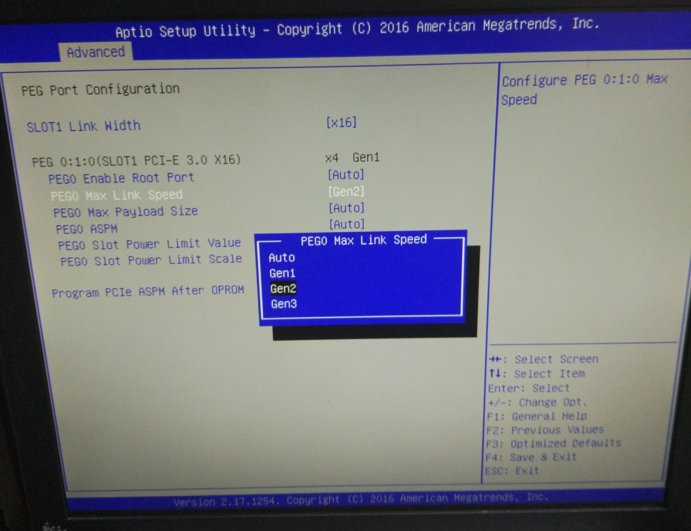 Aptio Setup Utility – Copyright (C) 2016 American Megatrends, Inc.
Advanced
PEG Port Configuration
SLOT1 Link Width [x16]
PEG 0:1:0(SLOT1 PCI-E 3.0 X16) x4 Gen1
PEG0 Enable Root Port [Auto]
PEG0 Max Link Speed [Gen2]
PEG0 Max Payload Size [Auto]
PEG0 ASPM [Auto]
PEG0 Slot Power Limit Value
PEG0 Slot Power Limit Scale
Program PCIe ASPM After OPROM
PEG0 Max Link Speed
Auto
Gen1
Gen2
Gen3
Configure PEG 0:1:0 Max
Speed
→←: Select Screen
↑↓: Select Item
Enter: Select
+/-: Change Opt.
F1: General Help
F2: Previous Values
F3: Optimized Defaults
F4: Save & Exit
ESC: Exit
Version 2.17.1254. Copyright (C) 2016 American Megatrends, Inc.